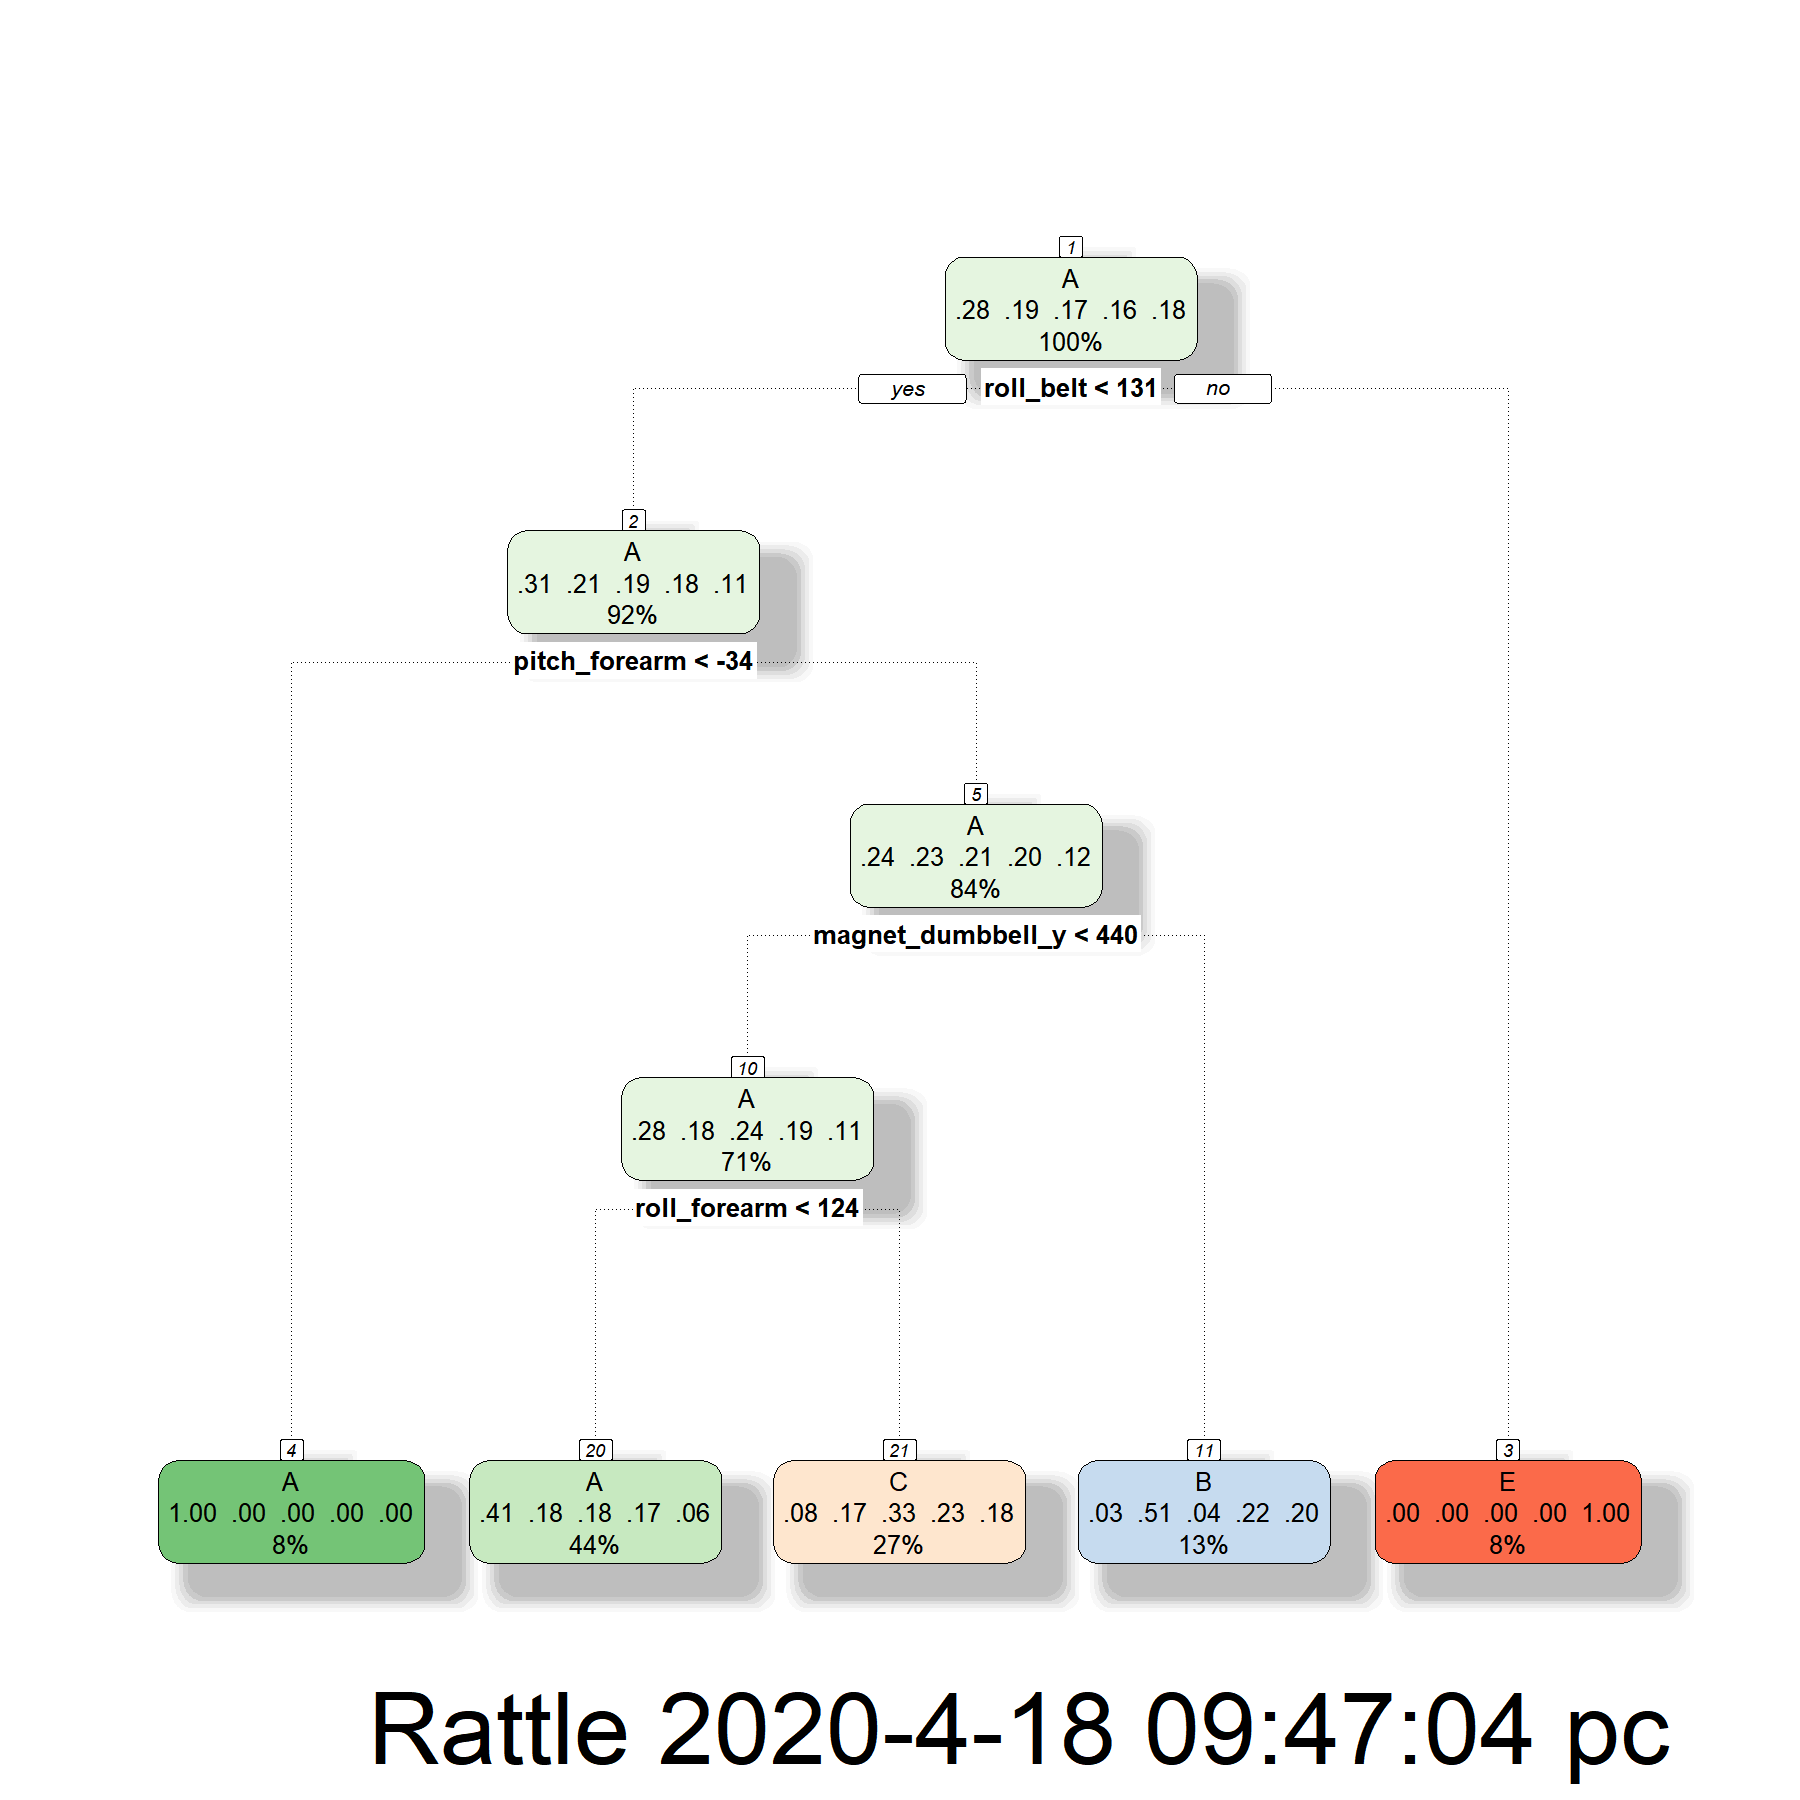 1
A
.28 .19 .17 .16 .18
100%
yes roll_belt < 131 no
2
A
.31 .21 .19 .18 .11
92%
pitch_forearm < -34
5
A
.24 .23 .21 .20 .12
84%
magnet_dumbbell_y < 440
10
A
.28 .18 .24 .19 .11
71%
roll_forearm < 124
4
A
1.00 .00 .00 .00 .00
8%
20
A
.41 .18 .18 .17 .06
44%
21
C
.08 .17 .33 .23 .18
27%
11
B
.03 .51 .04 .22 .20
13%
3
E
.00 .00 .00 .00 1.00
8%
Rattle 2020-4-18 09:47:04 pc